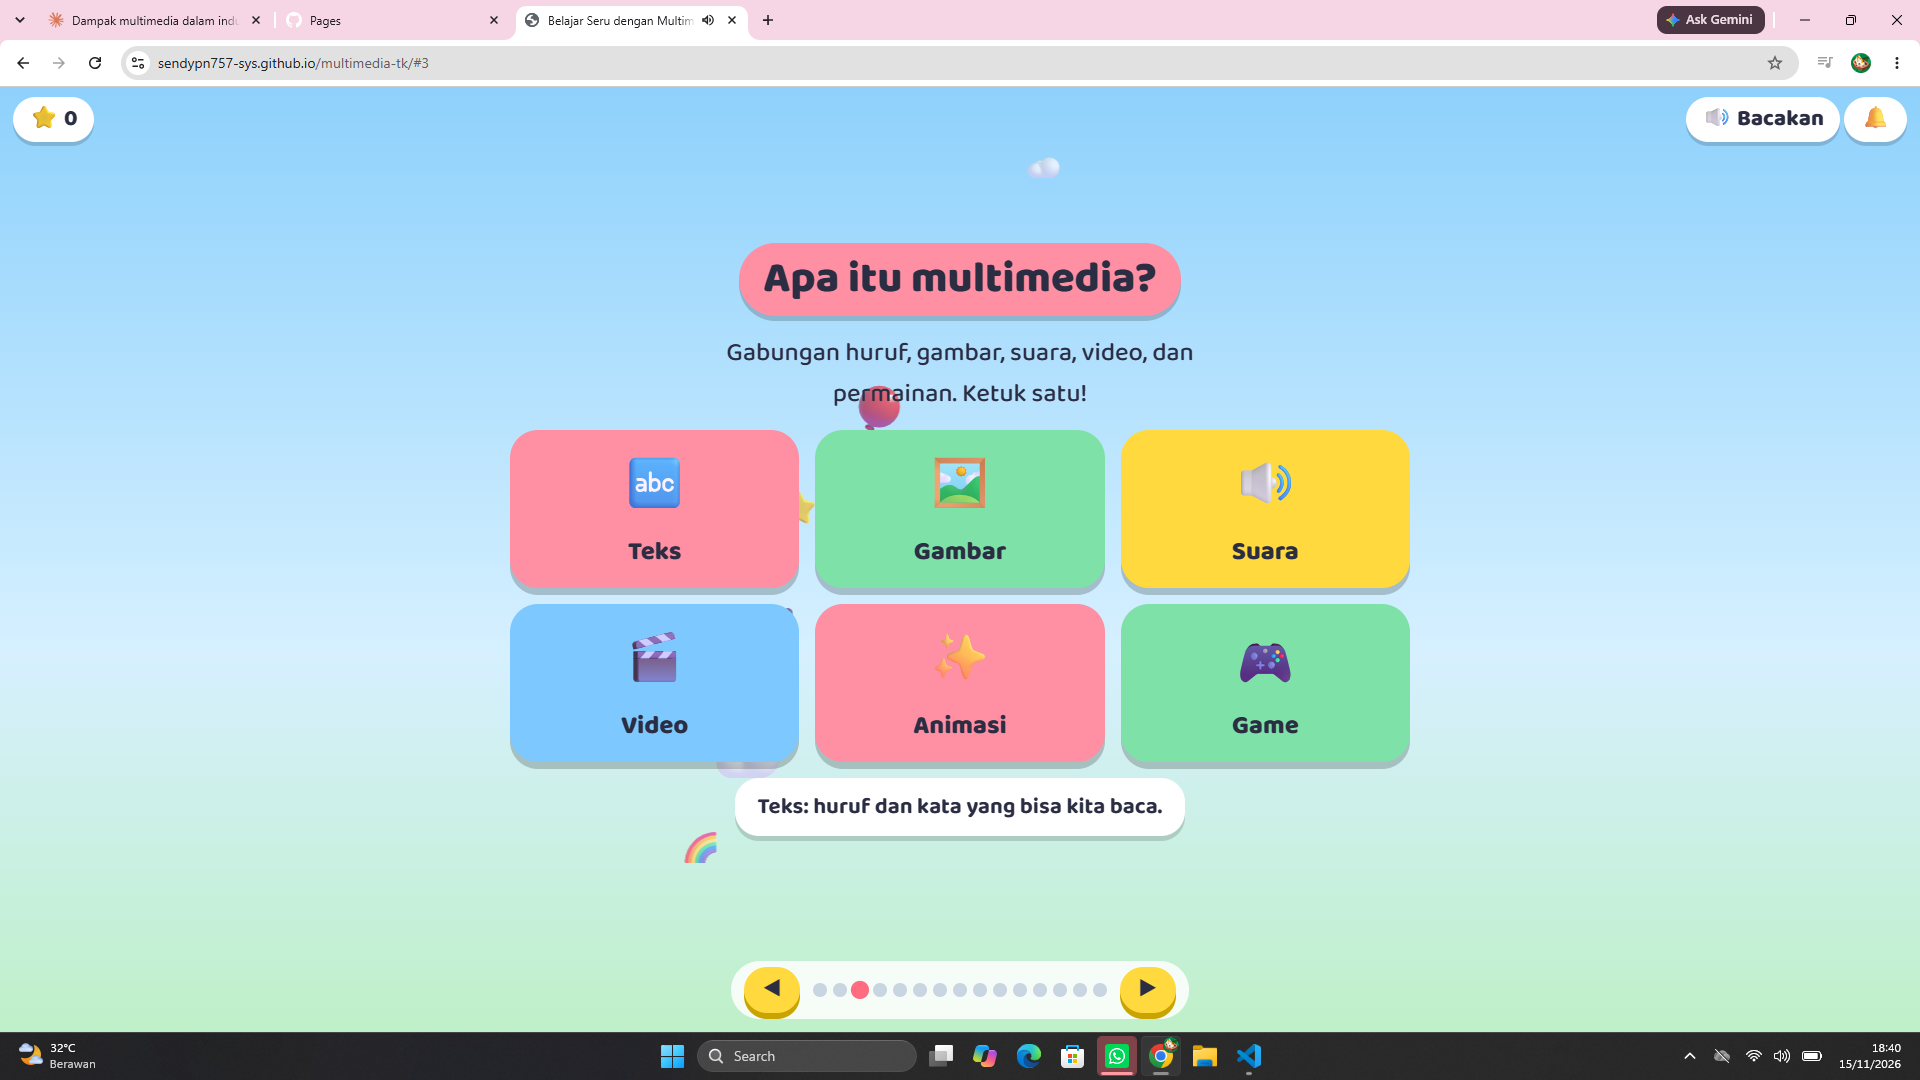 Dampak multimedia dalam indu
Pages
Belajar Seru dengan Multim
Ask Gemini
sendypn757-sys.github.io/multimedia-tk/#3
0
Bacakan
Apa itu multimedia?
Gabungan huruf, gambar, suara, video, dan
permainan. Ketuk satu!
abc
Teks
Gambar
Suara
Video
Animasi
Game
Teks: huruf dan kata yang bisa kita baca.
32°C
Berawan
Search
18:40
15/11/2026